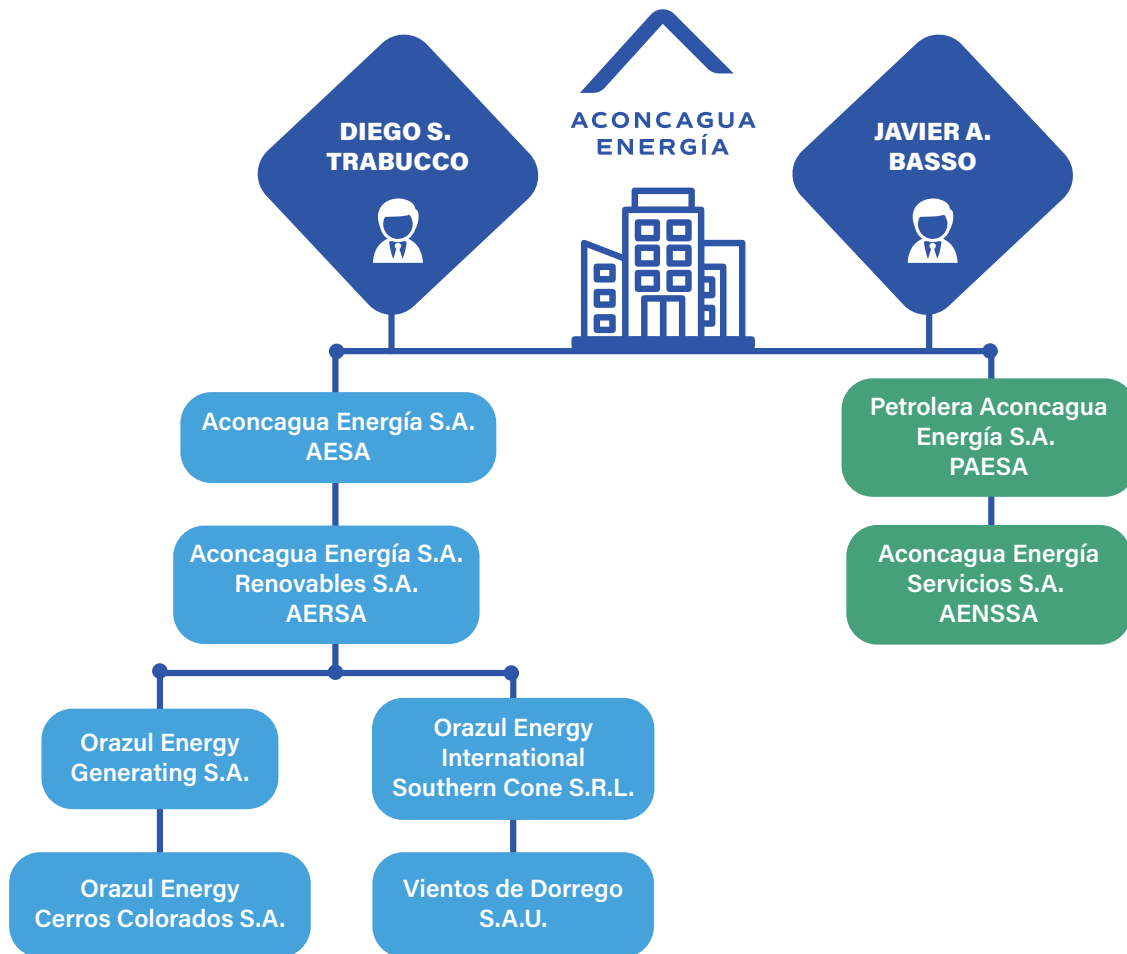 DIEGO S.
TRABUCCO
ACONCAGUA
ENERGÍA
JAVIER A.
BASSO
Aconcagua Energía S.A.
AESA
Petrolera Aconcagua
Energía S.A.
PAESA
Aconcagua Energía S.A.
Renovables S.A.
AERSA
Aconcagua Energía
Servicios S.A.
AENSSA
Orazul Energy
Generating S.A.
Orazul Energy
International
Southern Cone S.R.L.
Orazul Energy
Cerros Colorados S.A.
Vientos de Dorrego
S.A.U.